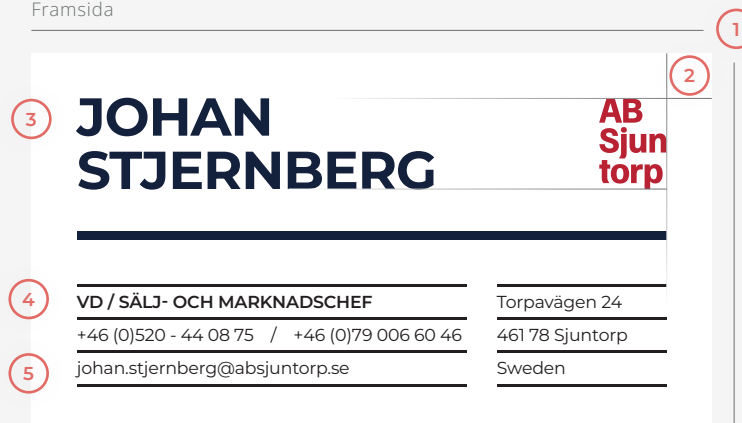 Framsida
1
2
3
JOHAN
STJERNBERG
AB
Sjun
torp
4
VD / SÄLJ- OCH MARKNADSCHEF
Torpavägen 24
+46 (0)520 - 44 08 75 / +46 (0)79 006 60 46
461 78 Sjuntorp
5
johan.stjernberg@absjuntorp.se
Sweden